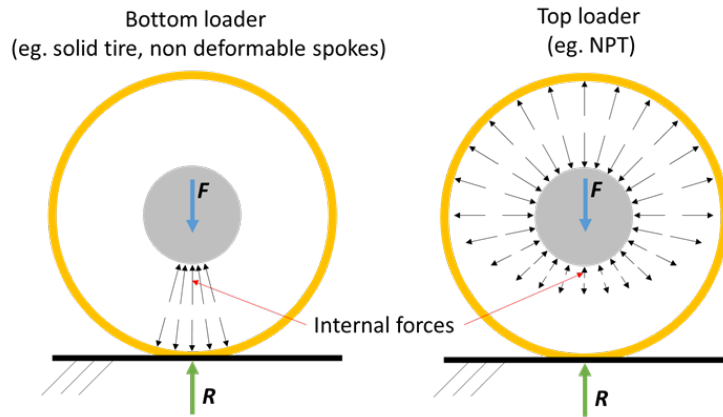 Bottom loader
(eg. solid tire, non deformable spokes)
Top loader
(eg. NPT)
F
F
Internal forces
R
R